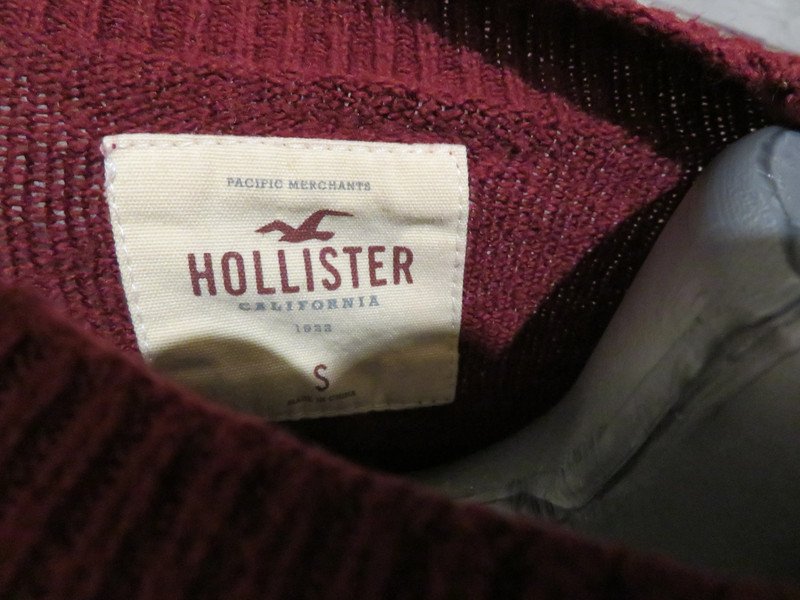 PACIFIC MERCHANTS
HOLLISTER
CALIFORNIA
1922
S
MADE IN CHINA